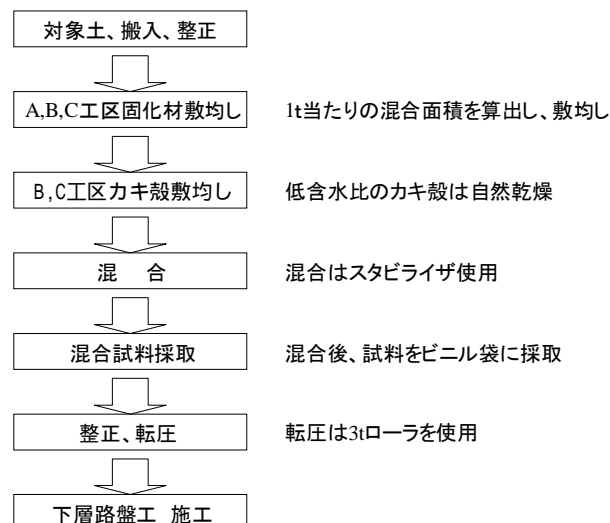 対象土、搬入、整正
A,B,C工区固化材敷均し 1t当たりの混合面積を算出し、敷均し
B,C工区カキ殻敷均し 低含水比のカキ殻は自然乾燥
混 合 混合はスタビライザ使用
混合試料採取 混合後、試料をビニル袋に採取
整正、転圧 転圧は3tローラを使用
下層路盤工 施工